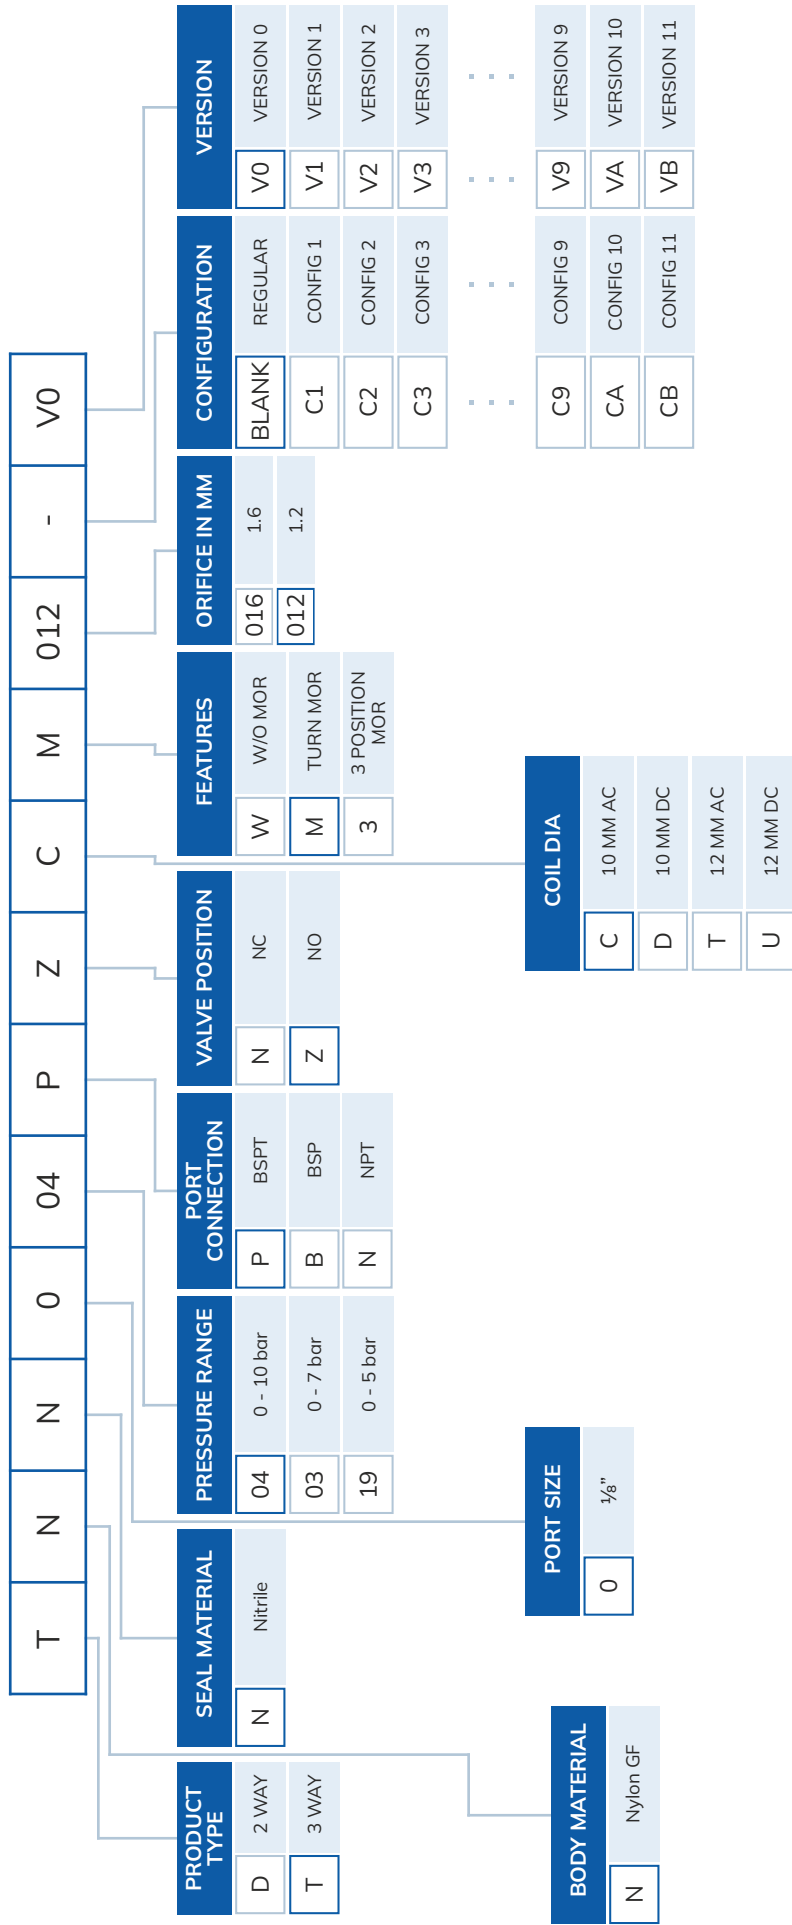 T N N 0 04 P Z C M 012 - V0
PRODUCT
TYPE
D 2 WAY
T 3 WAY
SEAL MATERIAL
N Nitrile
PRESSURE RANGE
04 0 - 10 bar
03 0 - 7 bar
19 0 - 5 bar
PORT
CONNECTION
P BSPT
B BSP
N NPT
VALVE POSITION
N NC
Z NO
FEATURES
W W/O MOR
M TURN MOR
3 3 POSITION
MOR
ORIFICE IN MM
016 1.6
012 1.2
CONFIGURATION
BLANK REGULAR
C1 CONFIG 1
C2 CONFIG 2
C3 CONFIG 3
. . . . . .
C9 CONFIG 9
CA CONFIG 10
CB CONFIG 11
VERSION
V0 VERSION 0
V1 VERSION 1
V2 VERSION 2
V3 VERSION 3
. . . . . .
V9 VERSION 9
VA VERSION 10
VB VERSION 11
BODY MATERIAL
N Nylon GF
PORT SIZE
0 ⅛”
COIL DIA
C 10 MM AC
D 10 MM DC
T 12 MM AC
U 12 MM DC